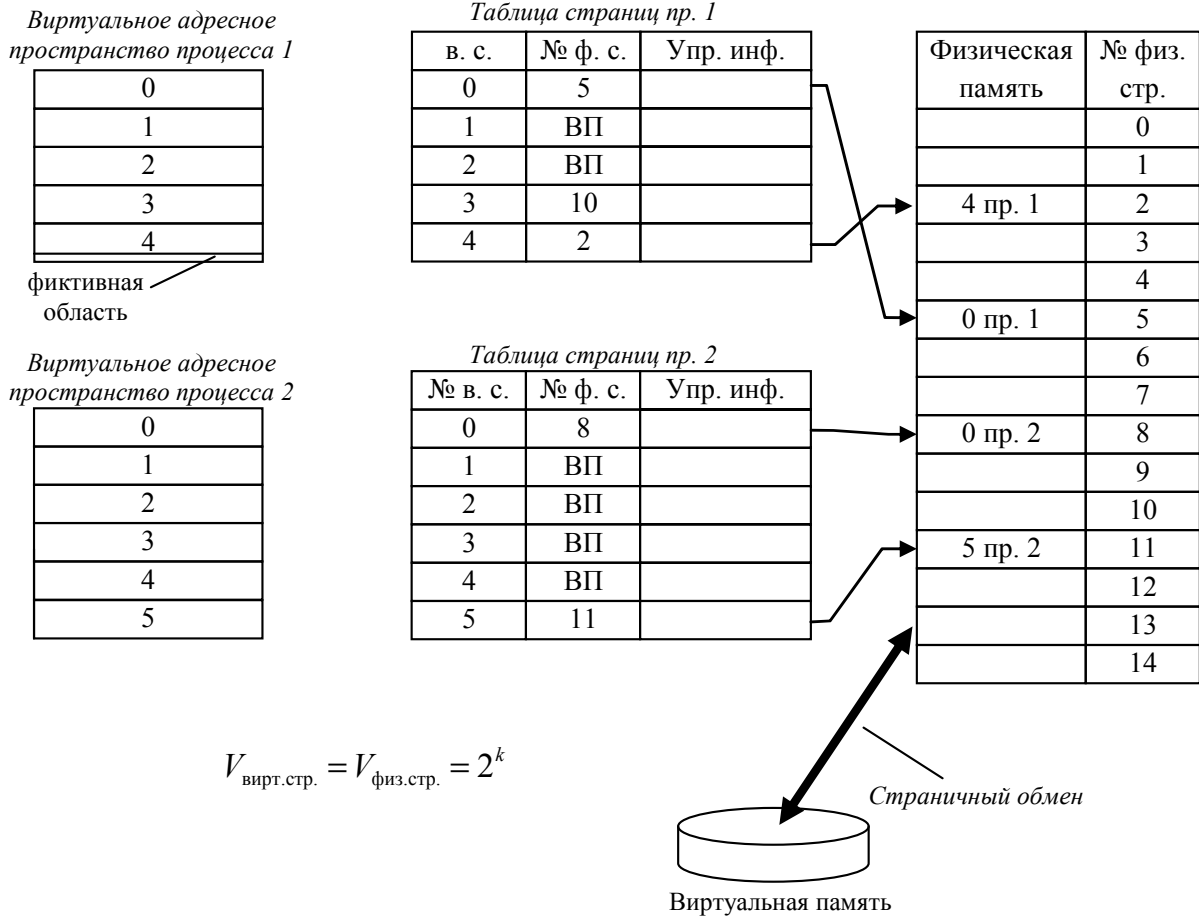 Виртуальное адресное
пространство процесса 1
0
1
2
3
4
фиктивная
область
Таблица страниц пр. 1
в. с. № ф. с. Упр. инф.
0 5
1 ВП
2 ВП
3 10
4 2
Физическая № физ.
память стр.
0
1
4 пр. 1 2
3
4
0 пр. 1 5
6
7
0 пр. 2 8
9
10
5 пр. 2 11
12
13
14
Виртуальное адресное
пространство процесса 2
0
1
2
3
4
5
Таблица страниц пр. 2
№ в. с. № ф. с. Упр. инф.
0 8
1 ВП
2 ВП
3 ВП
4 ВП
5 11
V вирт.стр. = V физ.стр. = 2^k
Страничный обмен
Виртуальная память